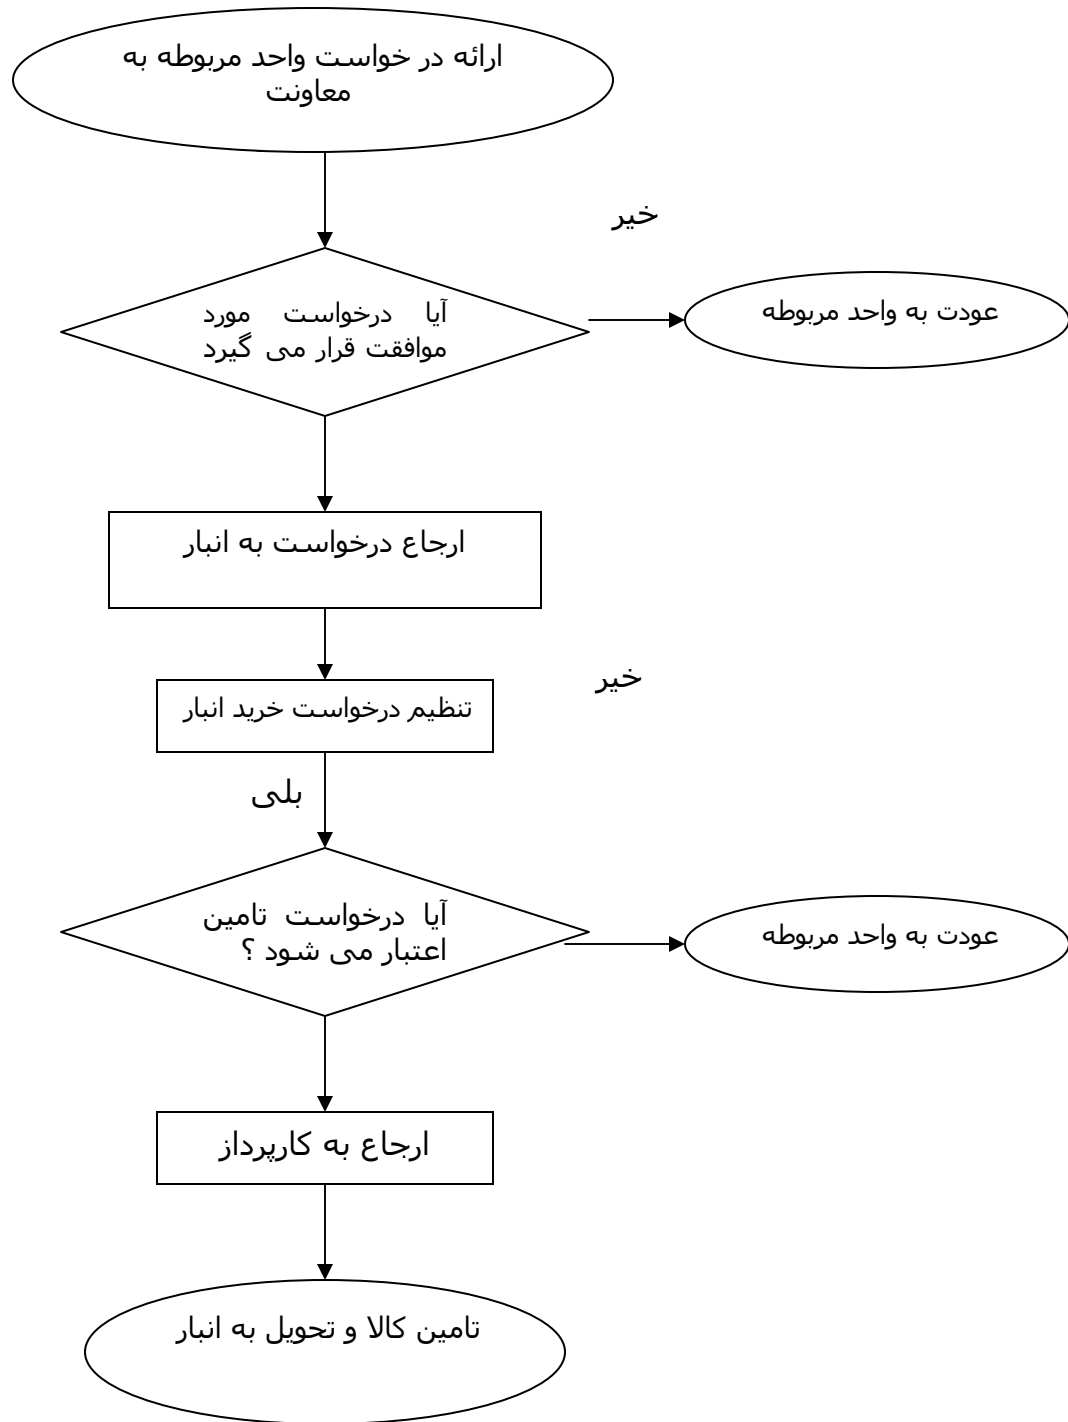 ارائه در خواست واحد مربوطه به
معاونت
خیر
آیا درخواست مورد
موافقت قرار می گیرد
عودت به واحد مربوطه
ارجاع درخواست به انبار
خیر
تنظیم درخواست خرید انبار
بلی
آیا درخواست تامین
اعتبار می شود ؟
عودت به واحد مربوطه
ارجاع به کارپرداز
تامین کالا و تحویل به انبار